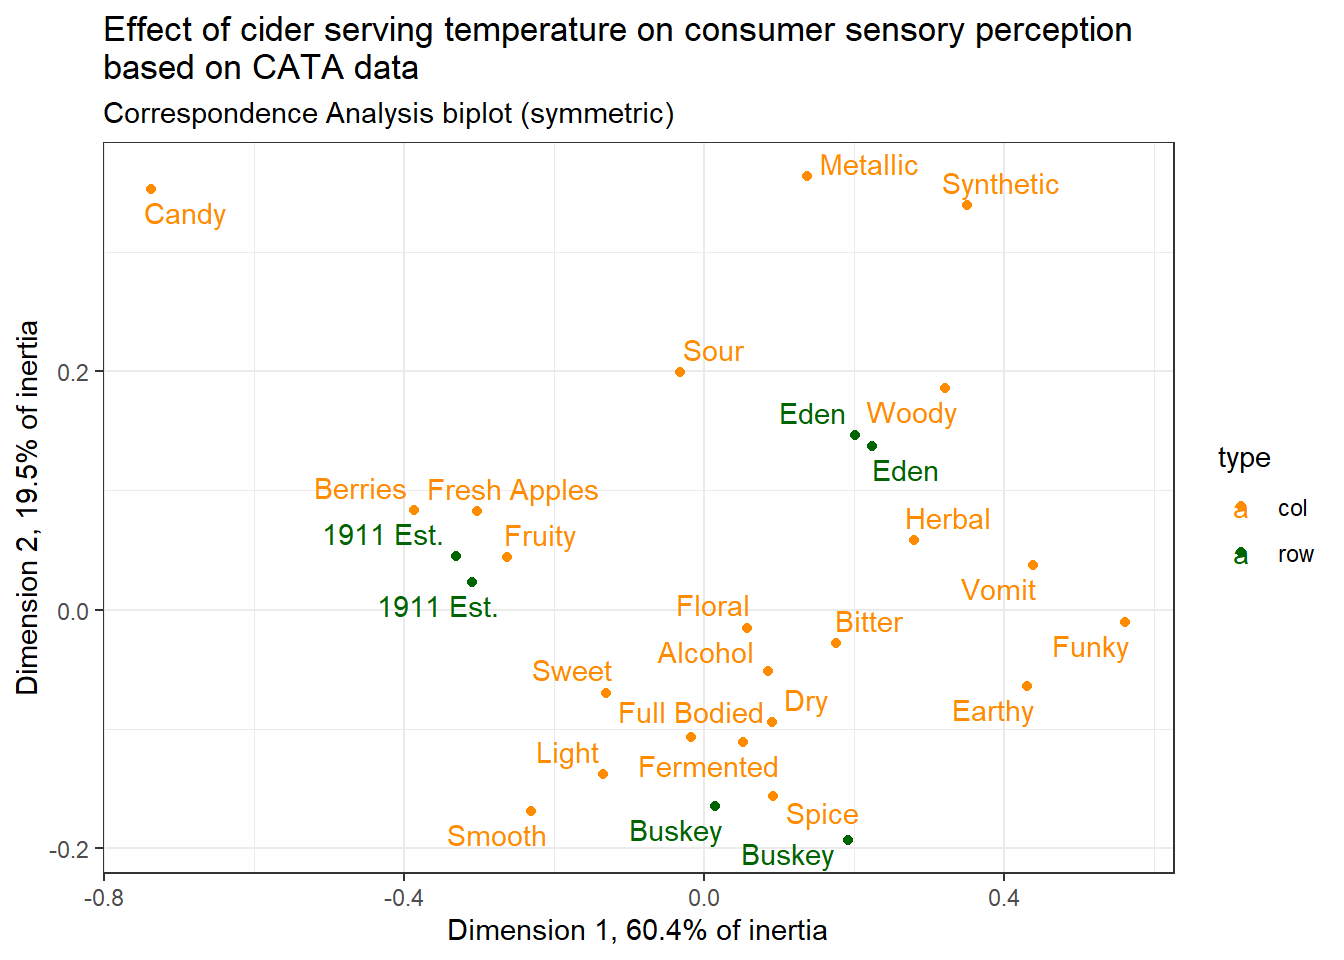 Effect of cider serving temperature on consumer sensory perception
based on CATA data
Correspondence Analysis biplot (symmetric)
Metallic
Synthetic
Candy
Sour
0.2
Eden
Woody
Eden
type
Berries
Fresh Apples
a col
Herbal
1911 Est.
Fruity
a row
Vomit
1911 Est.
Floral
0.0
Bitter
Funky
Alcohol
Sweet
Dry
Earthy
Full Bodied
Light
Fermented
Spice
Smooth
Buskey
Buskey
-0.2
-0.8
-0.4
0.0
0.4
Dimension 1, 60.4% of inertia
Dimension 2, 19.5% of inertia